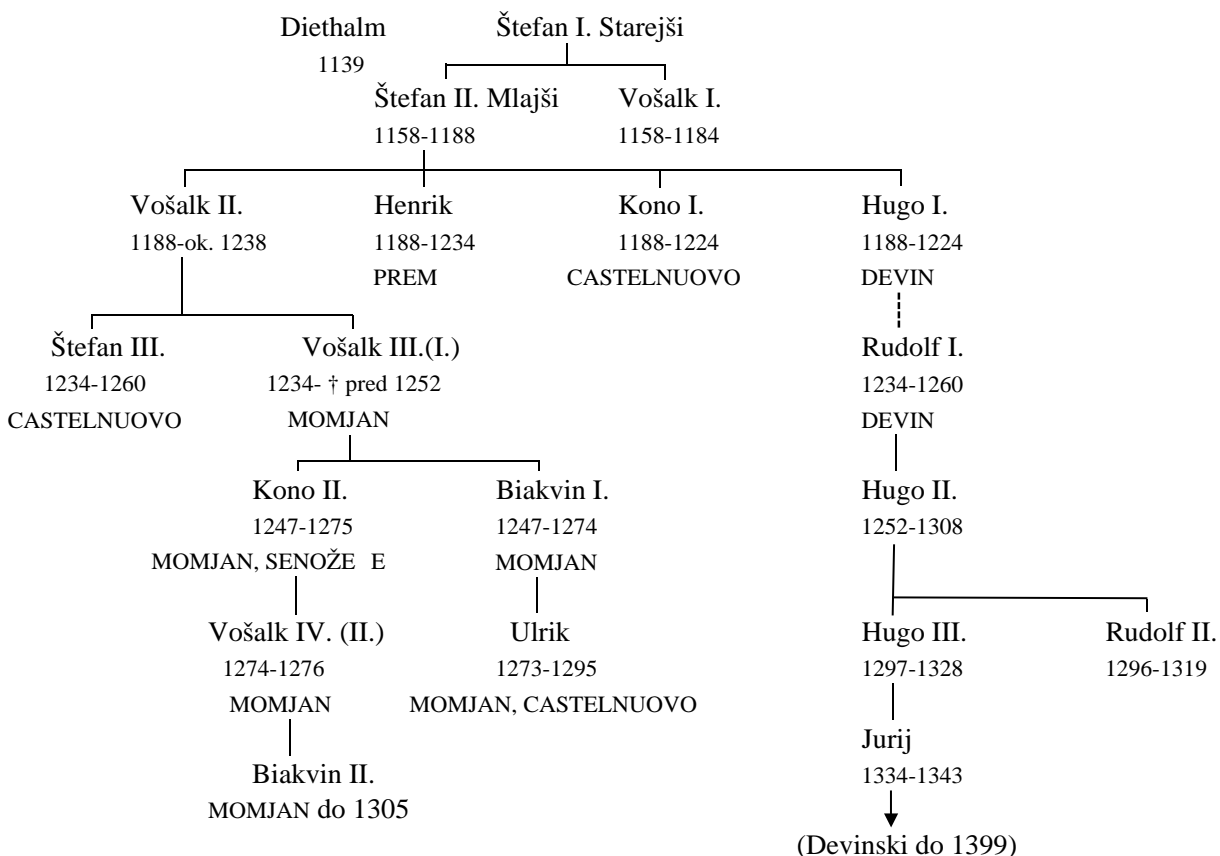 Diethalm Štefan I. Starejši
1139
Štefan II. Mlajši Vošalk I.
1158-1188 1158-1184
Vošalk II. Henrik Kono I. Hugo I.
1188-ok. 1238 1188-1234 1188-1224 1188-1224
PREM CASTELNUOVO DEVIN
Štefan III. Vošalk III.(I.) Rudolf I.
1234-1260 1234- † pred 1252 1234-1260
CASTELNUOVO MOMJAN DEVIN
Kono II. Biakvin I. Hugo II.
1247-1275 1247-1274 1252-1308
MOMJAN, SENOŽE E MOMJAN
Vošalk IV. (II.) Ulrik Hugo III. Rudolf II.
1274-1276 1273-1295 1297-1328 1296-1319
MOMJAN MOMJAN, CASTELNUOVO
Jurij
Biakvin II. 1334-1343
MOMJAN do 1305
(Devinski do 1399)